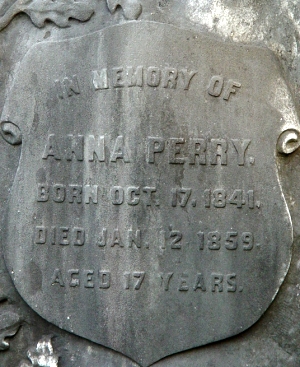 IN MEMORY OF
ANNA PERRY.
BORN OCT. 17, 1841.
DIED JAN. 12 1859.
AGED 17 YEARS.